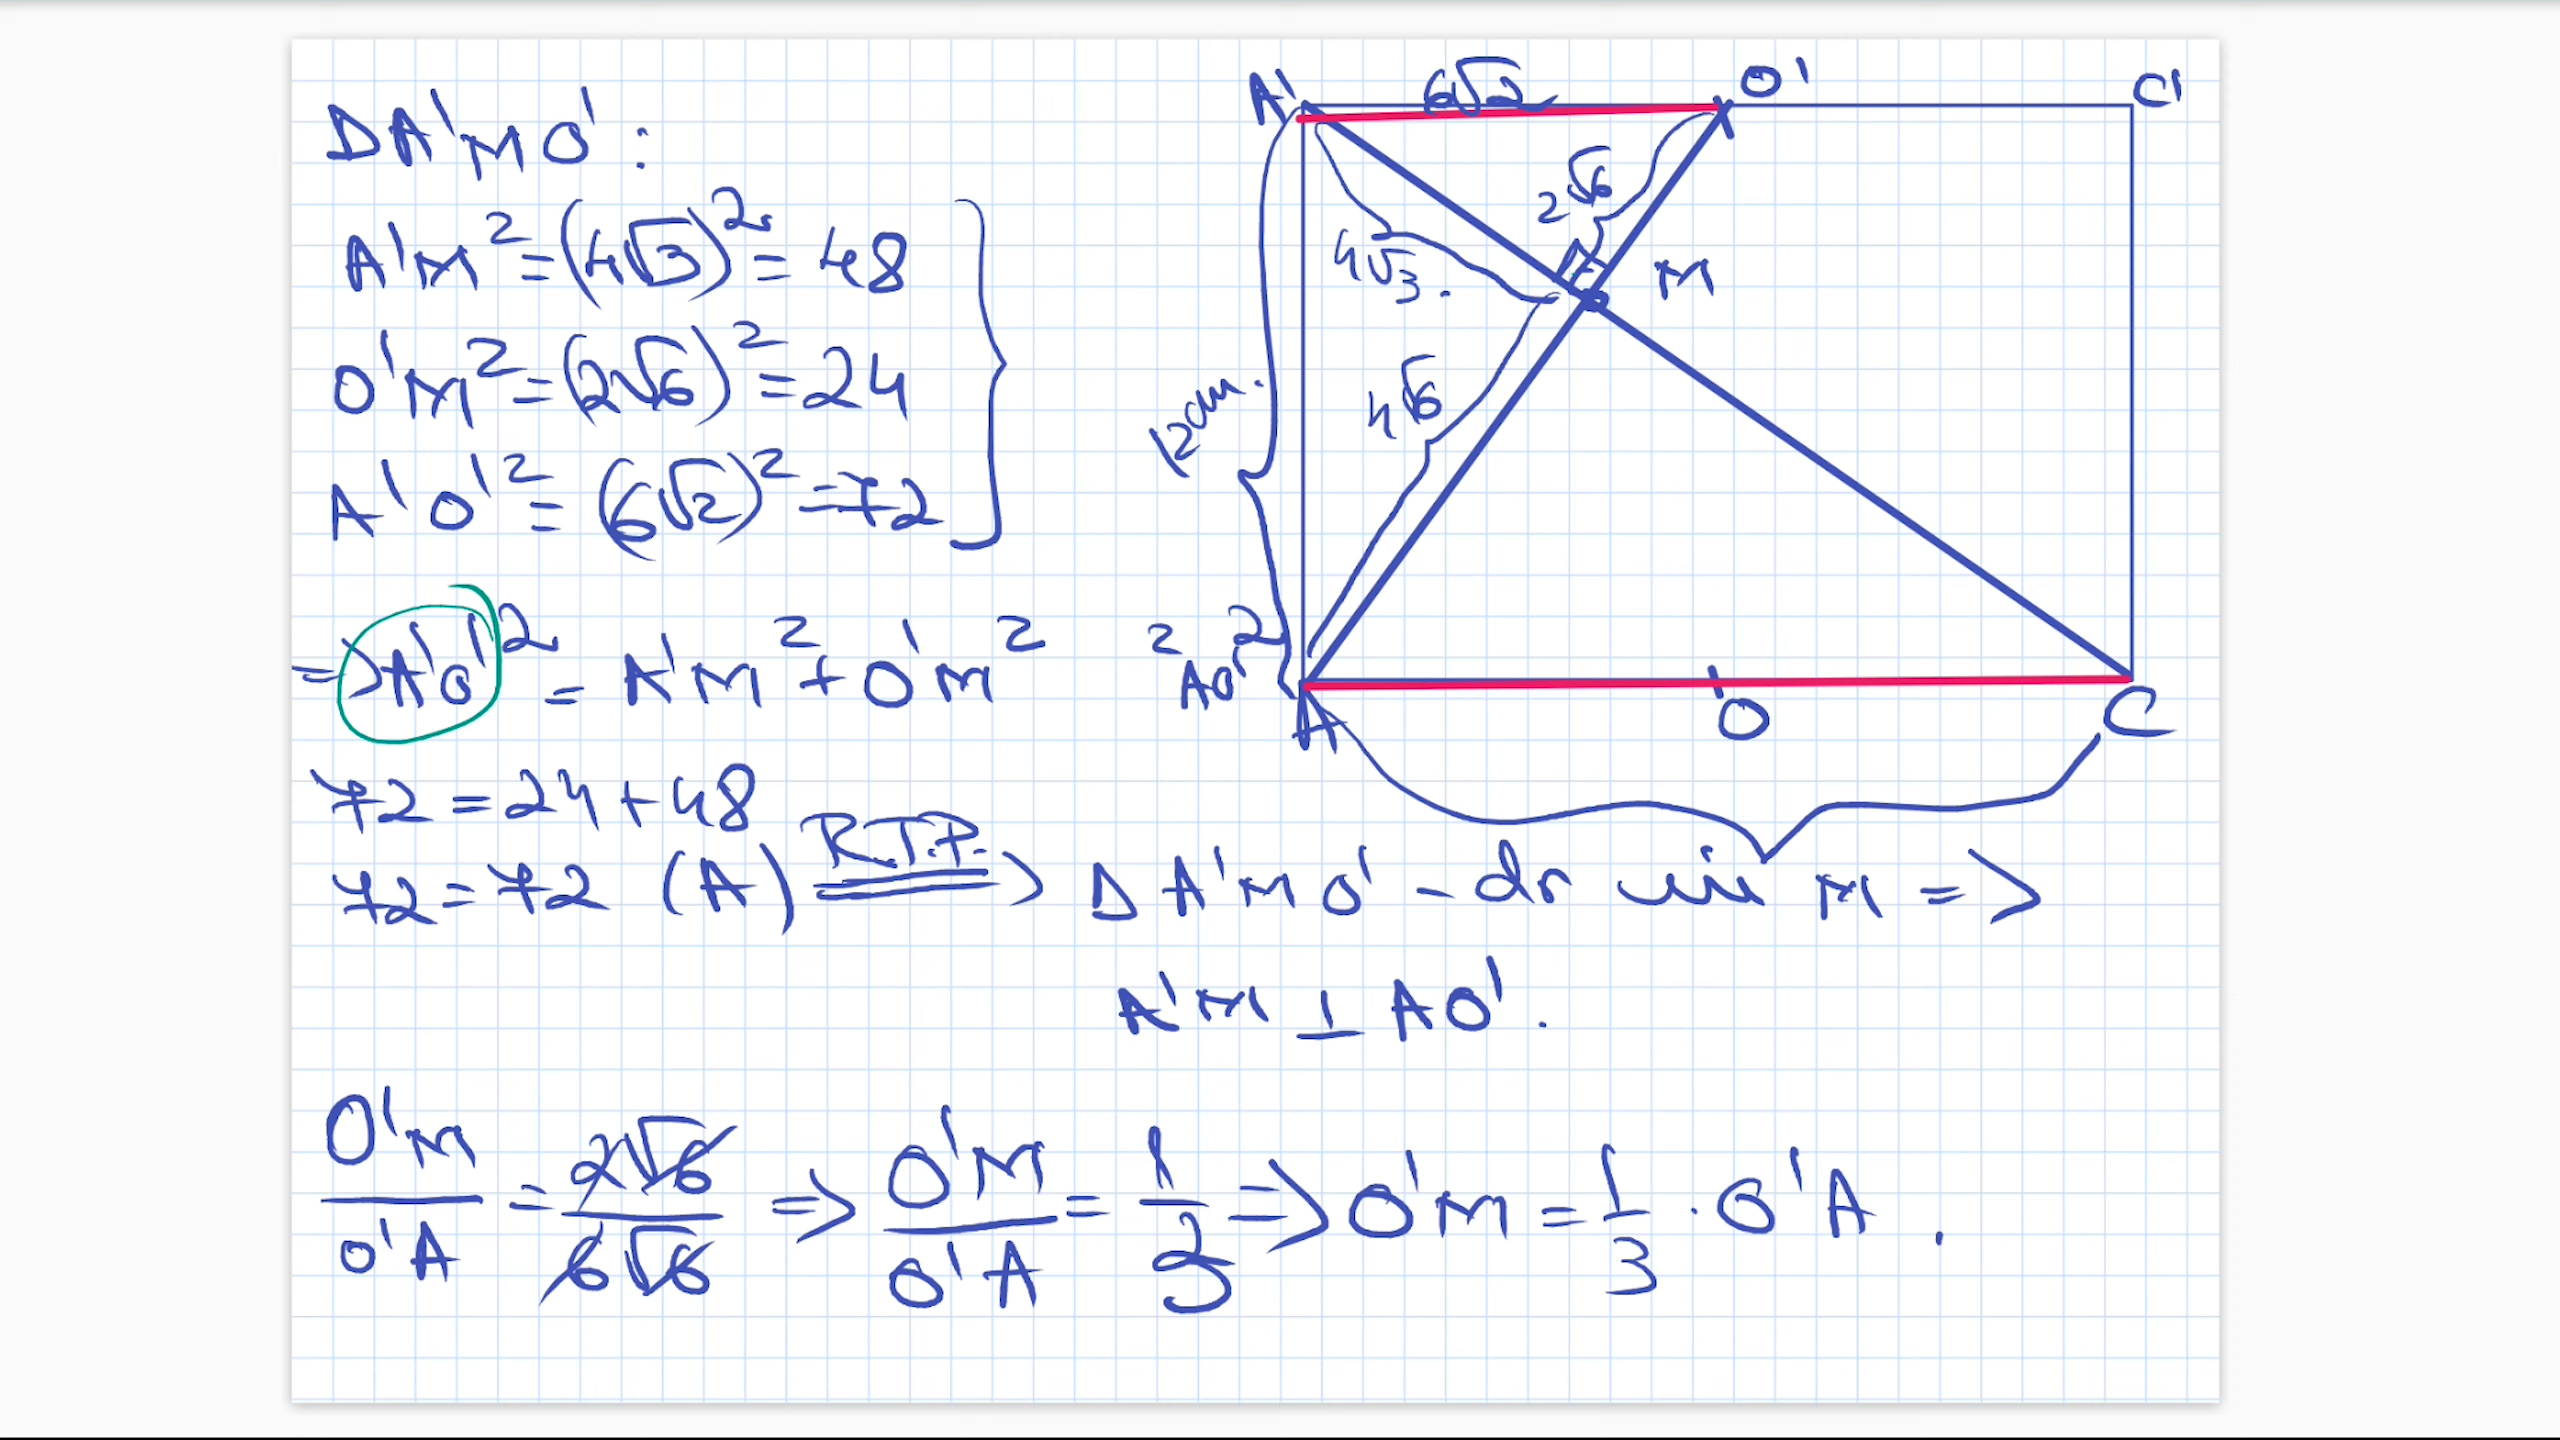 ΔA'MO':
A'M² = (4√3)² = 48
O'M² = (2√6)² = 24
A'O'² = (6√2)² = 72
=> A'O'² = A'M² + O'M²
72 = 24 + 48
72 = 72 (A) R.T.P. => Δ A'MO' - dr în M =>
A'M ⊥ AO'.
O'M/O'A = 2√6/6√6 => O'M/O'A = 1/3 => O'M = 1/3 · O'A.
A'
6√2
O'
C'
2√6
4√3.
M
4√6
12cm.
2
AO'²
A
O
C